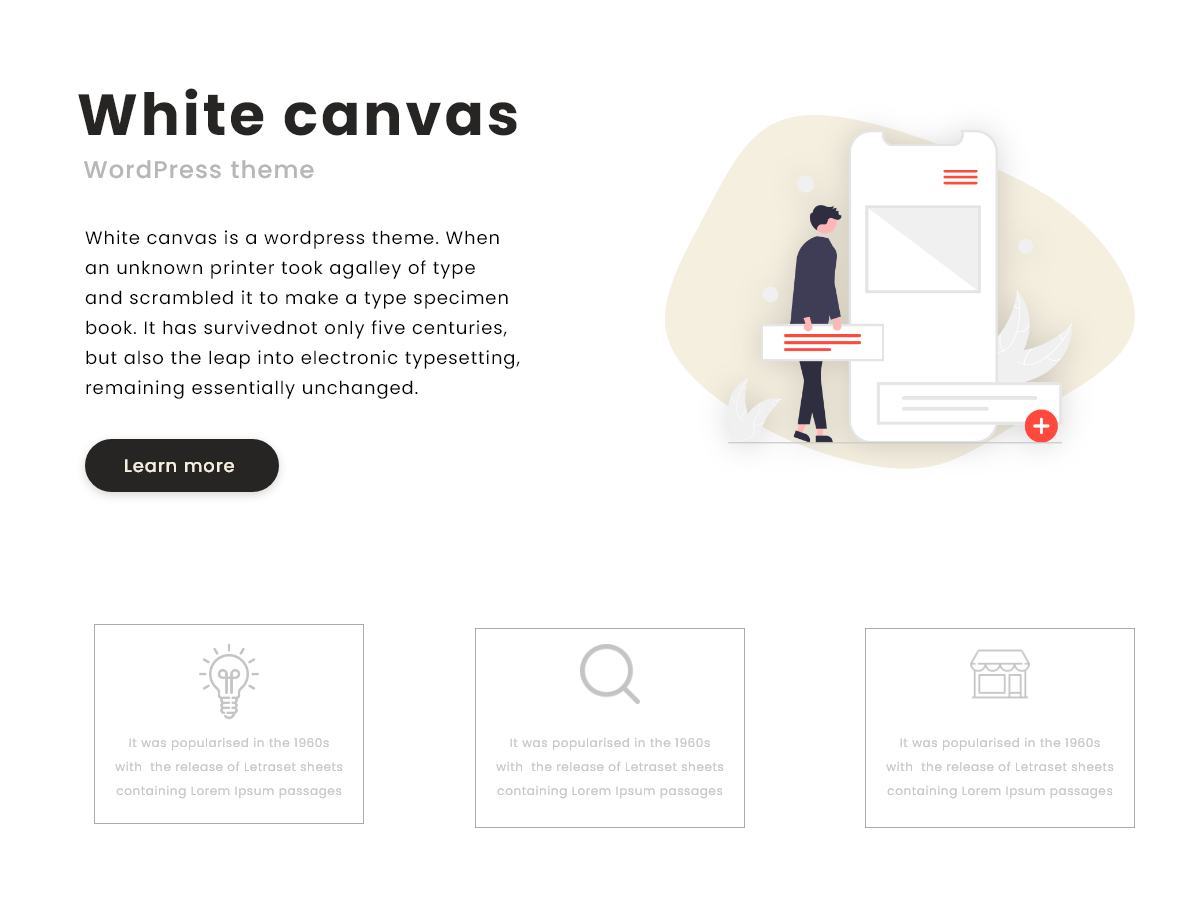 White canvas
WordPress theme
White canvas is a wordpress theme. When
an unknown printer took agalley of type
and scrambled it to make a type specimen
book. It has survivednot only five centuries,
but also the leap into electronic typesetting,
remaining essentially unchanged.
Learn more
It was popularised in the 1960s
with  the release of Letraset sheets
containing Lorem Ipsum passages
It was popularised in the 1960s
with  the release of Letraset sheets
containing Lorem Ipsum passages
It was popularised in the 1960s
with  the release of Letraset sheets
containing Lorem Ipsum passages